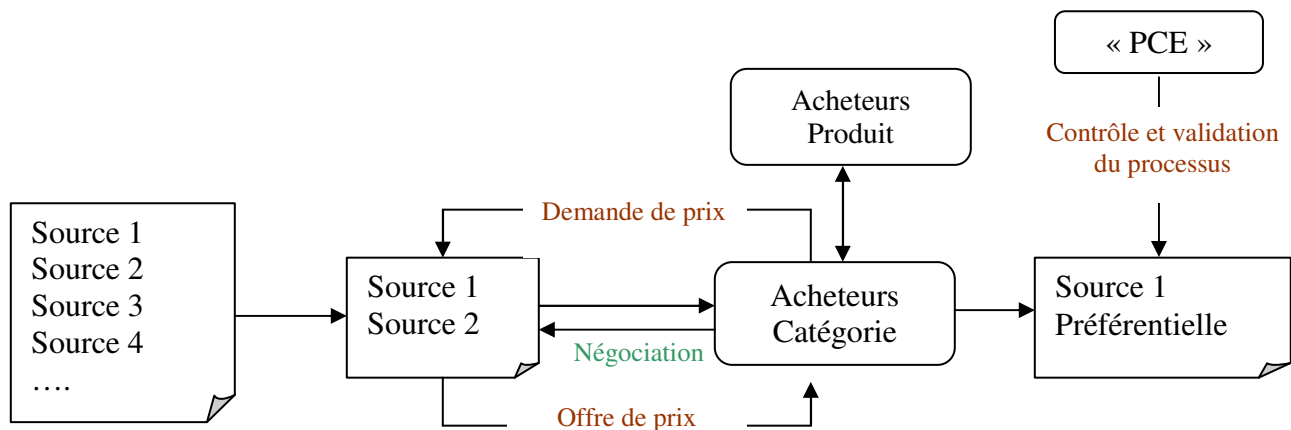 « PCE »
Acheteurs
Produit
Contrôle et validation
du processus
Demande de prix
Source 1
Source 2
Source 3
Source 4
….
Source 1
Source 2
Négociation
Acheteurs
Catégorie
Source 1
Préférentielle
Offre de prix